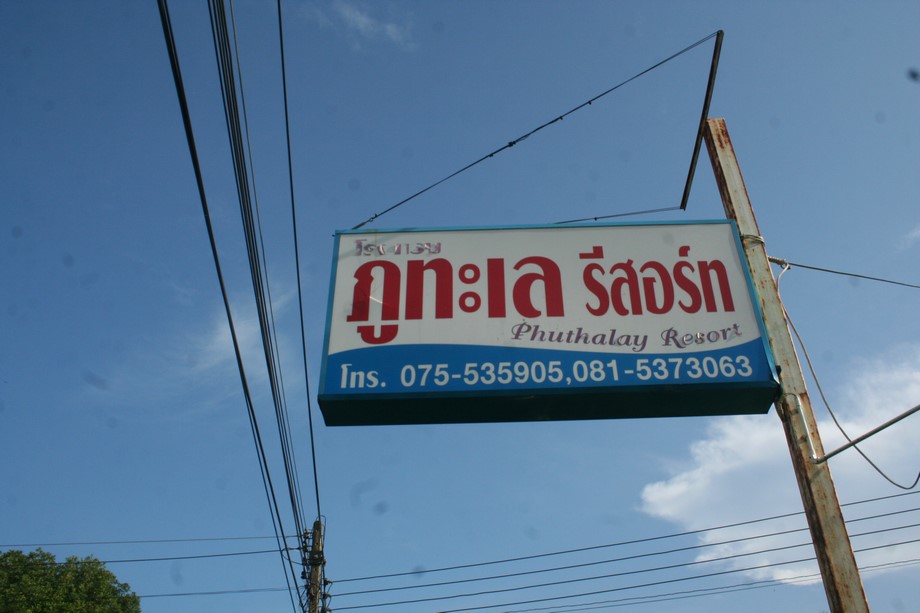 โรงแรม
ภูทะเล รีสอร์ท
Phuthalay Resort
โทร. 075-535905,081-5373063